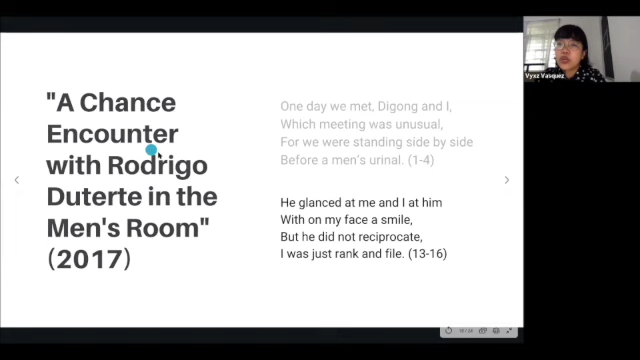 "A Chance
Encounter
with Rodrigo
Duterte in the
Men's Room"
(2017)
One day we met, Digong and I,
Which meeting was unusual,
For we were standing side by side
Before a men's urinal. (1-4)
He glanced at me and I at him
With on my face a smile,
But he did not reciprocate,
I was just rank and file. (13-16)
Vyxz Vasquez